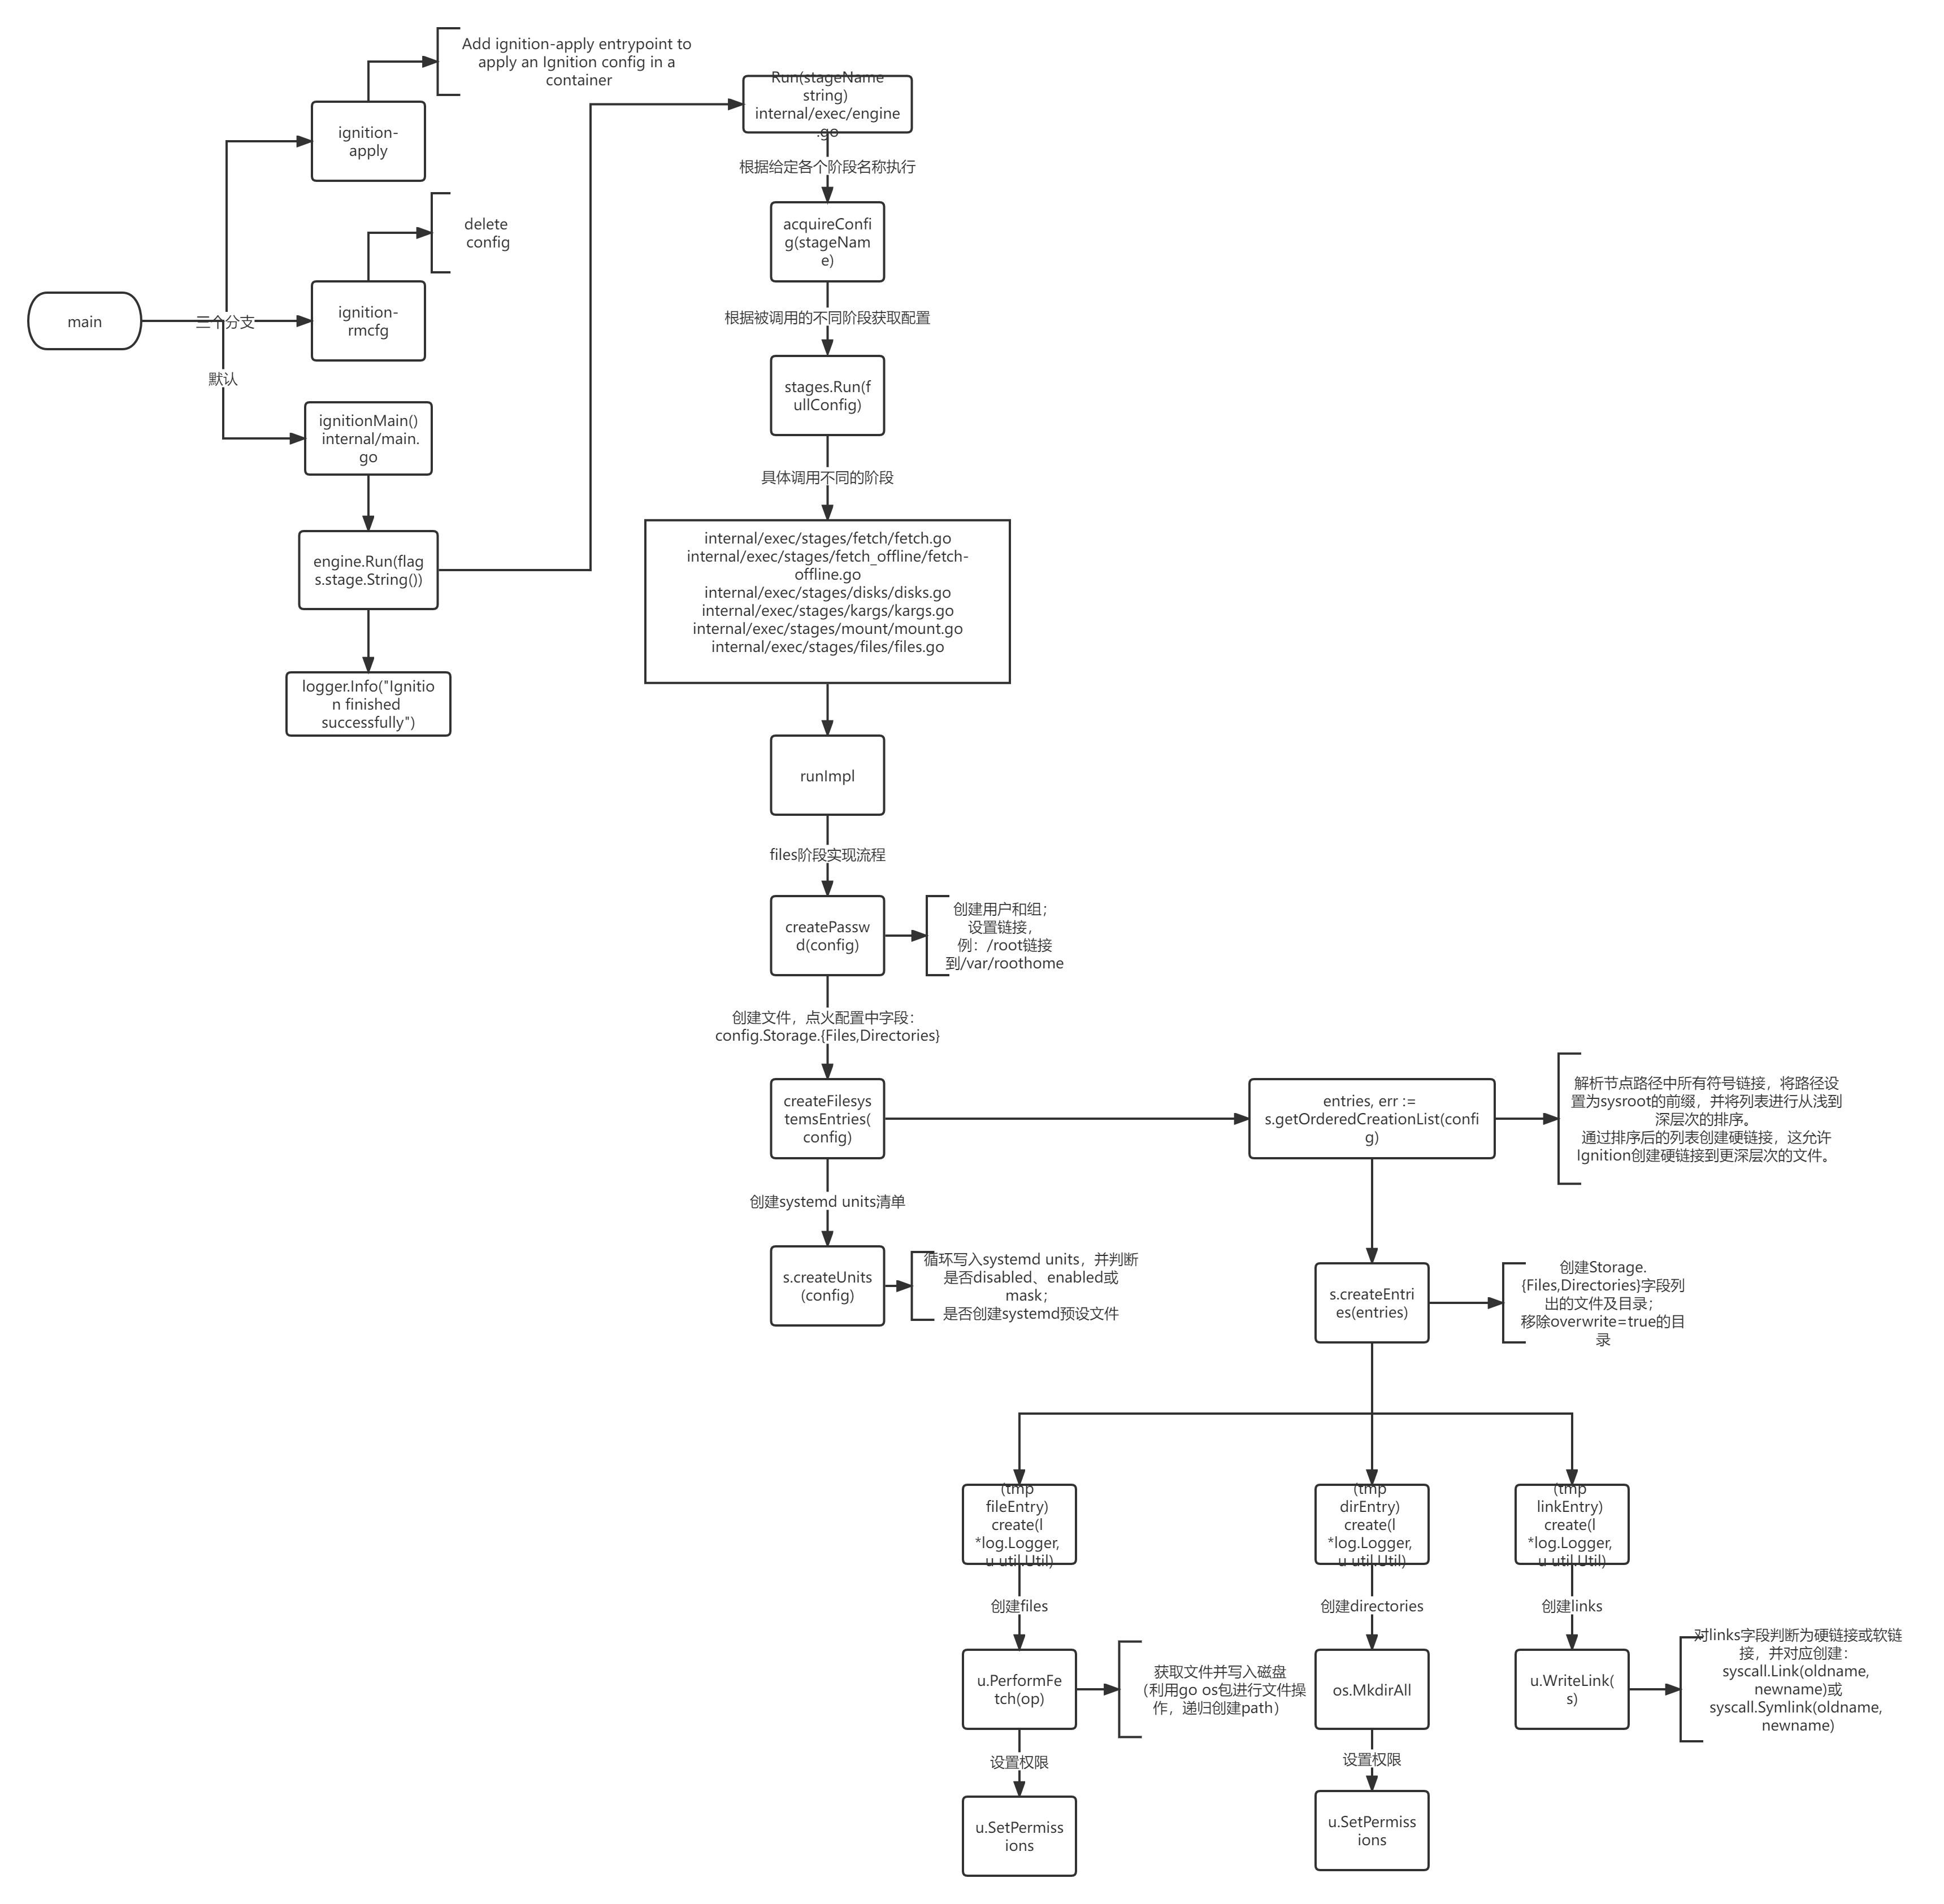 Add ignition-apply entrypoint to
apply an Ignition config in a
container
ignition-
apply
delete
config
main
三个分支
ignition-
rmcfg
默认
ignitionMain()
internal/main.
go
engine.Run(flag
s.stage.String())
logger.Info("Ignitio
n finished
successfully")
Run(stageName
string)
internal/exec/engine
.go
根据给定各个阶段名称执行
acquireConfi
g(stageNam
e)
根据被调用的不同阶段获取配置
stages.Run(f
ullConfig)
具体调用不同的阶段
internal/exec/stages/fetch/fetch.go
internal/exec/stages/fetch_offline/fetch-
offline.go
internal/exec/stages/disks/disks.go
internal/exec/stages/kargs/kargs.go
internal/exec/stages/mount/mount.go
internal/exec/stages/files/files.go
runImpl
files阶段实现流程
createPassw
d(config)
创建用户和组；
设置链接，
例：/root链接
到/var/roothome
创建文件，点火配置中字段：
config.Storage.{Files,Directories}
createFilesys
temsEntries(
config)
entries, err :=
s.getOrderedCreationList(confi
g)
解析节点路径中所有符号链接，将路径设
置为sysroot的前缀，并将列表进行从浅到
深层次的排序。
通过排序后的列表创建硬链接，这允许
Ignition创建硬链接到更深层次的文件。
创建systemd units清单
s.createUnits
(config)
循环写入systemd units，并判断
是否disabled、enabled或
mask；
是否创建systemd预设文件
s.createEntri
es(entries)
创建Storage.
{Files,Directories}字段列
出的文件及目录；
移除overwrite=true的目
录
(tmp
fileEntry)
create(l
*log.Logger,
u util.Util)
(tmp
dirEntry)
create(l
*log.Logger,
u util.Util)
(tmp
linkEntry)
create(l
*log.Logger,
u util.Util)
创建files
创建directories
创建links
u.PerformFe
tch(op)
获取文件并写入磁盘
（利用go os包进行文件操
作，递归创建path）
os.MkdirAll
u.WriteLink(
s)
对links字段判断为硬链接或软链
接，并对应创建：
syscall.Link(oldname,
newname)或
syscall.Symlink(oldname,
newname)
设置权限
设置权限
u.SetPermiss
ions
u.SetPermiss
ions